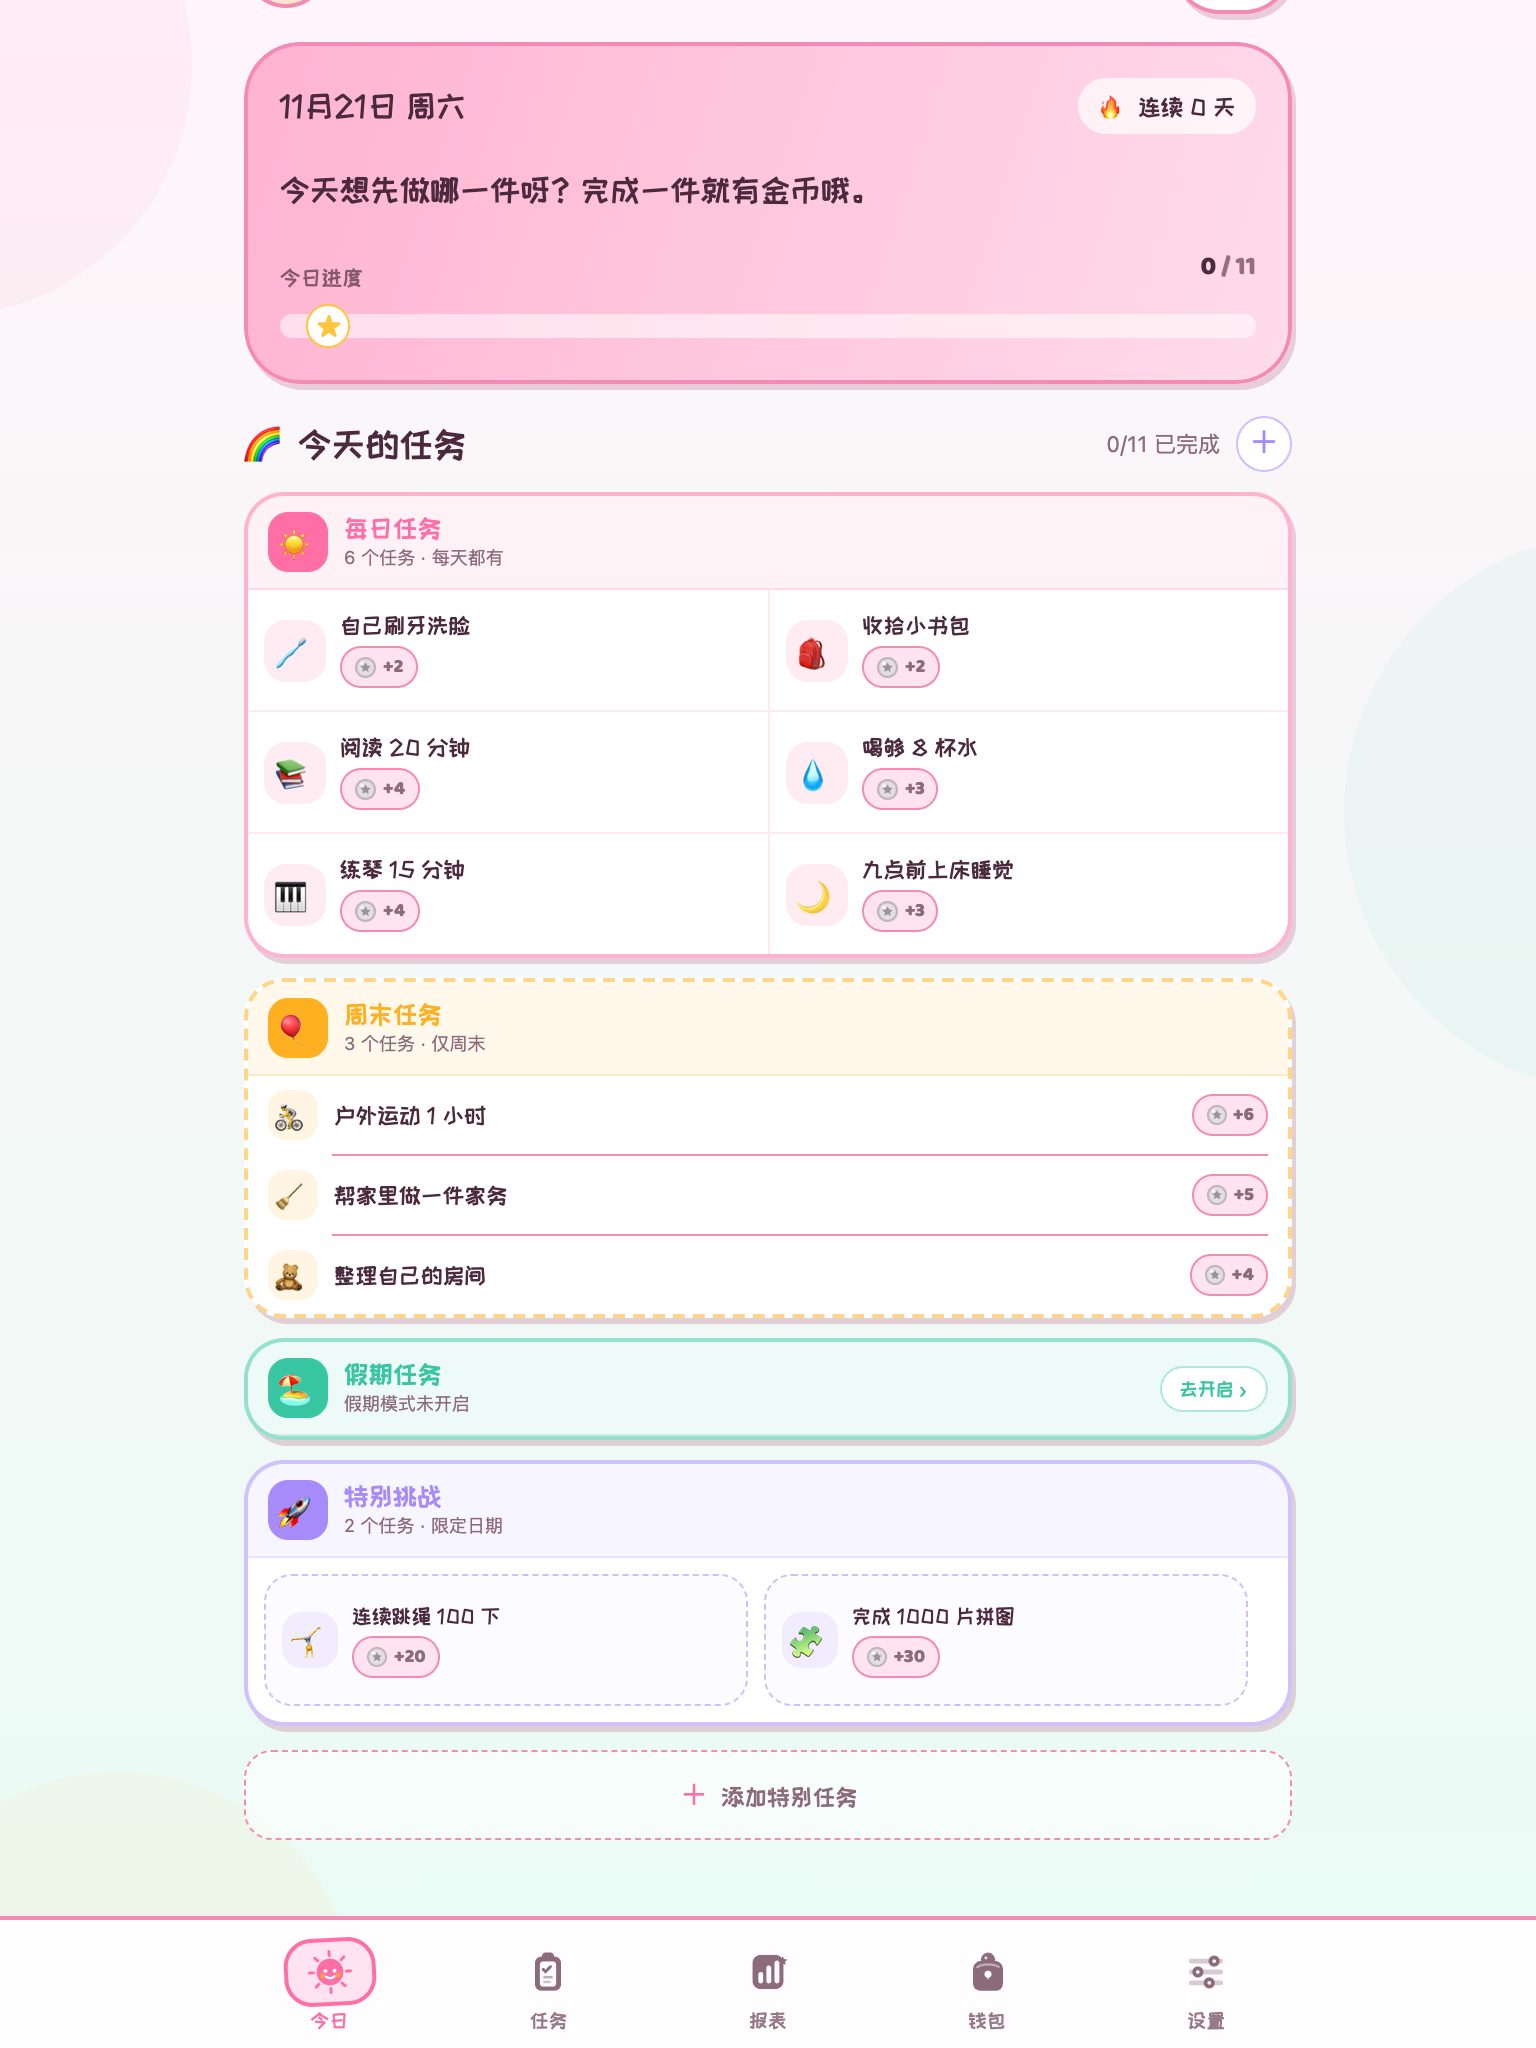 11月21日 周六
连续 0 天
今天想先做哪一件呀？完成一件就有金币哦。
今日进度
0 / 11
今天的任务
0/11 已完成
每日任务
6 个任务 · 每天都有
自己刷牙洗脸
+2
收拾小书包
+2
阅读 20 分钟
+4
喝够 8 杯水
+3
练琴 15 分钟
+4
九点前上床睡觉
+3
周末任务
3 个任务 · 仅周末
户外运动 1 小时
+6
帮家里做一件家务
+5
整理自己的房间
+4
假期任务
假期模式未开启
去开启 ›
特别挑战
2 个任务 · 限定日期
连续跳绳 100 下
+20
完成 1000 片拼图
+30
+ 添加特别任务
今日
任务
报表
钱包
设置